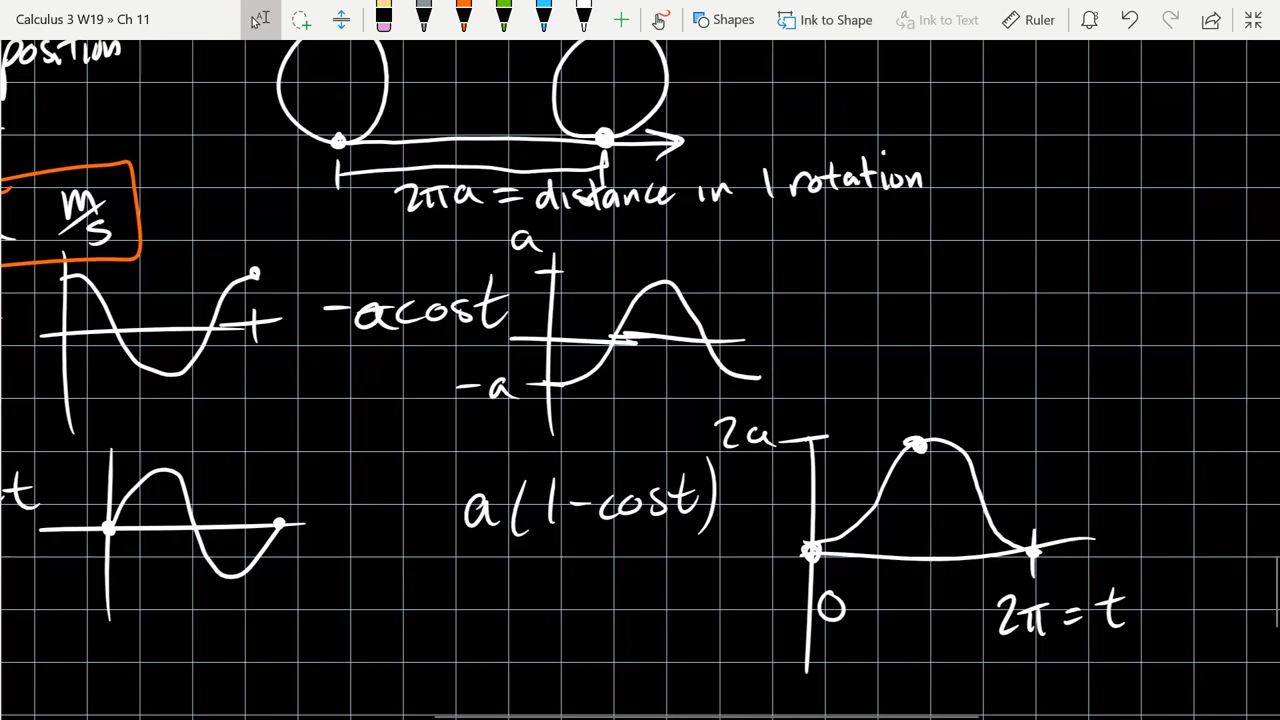 Calculus 3 W19 » Ch 11
Shapes
Ink to Shape
Ink to Text
Ruler
position
2πa = distance in 1 rotation
m/s
a
-acost
-a
2a
t
a(1-cost)
0
2π = t